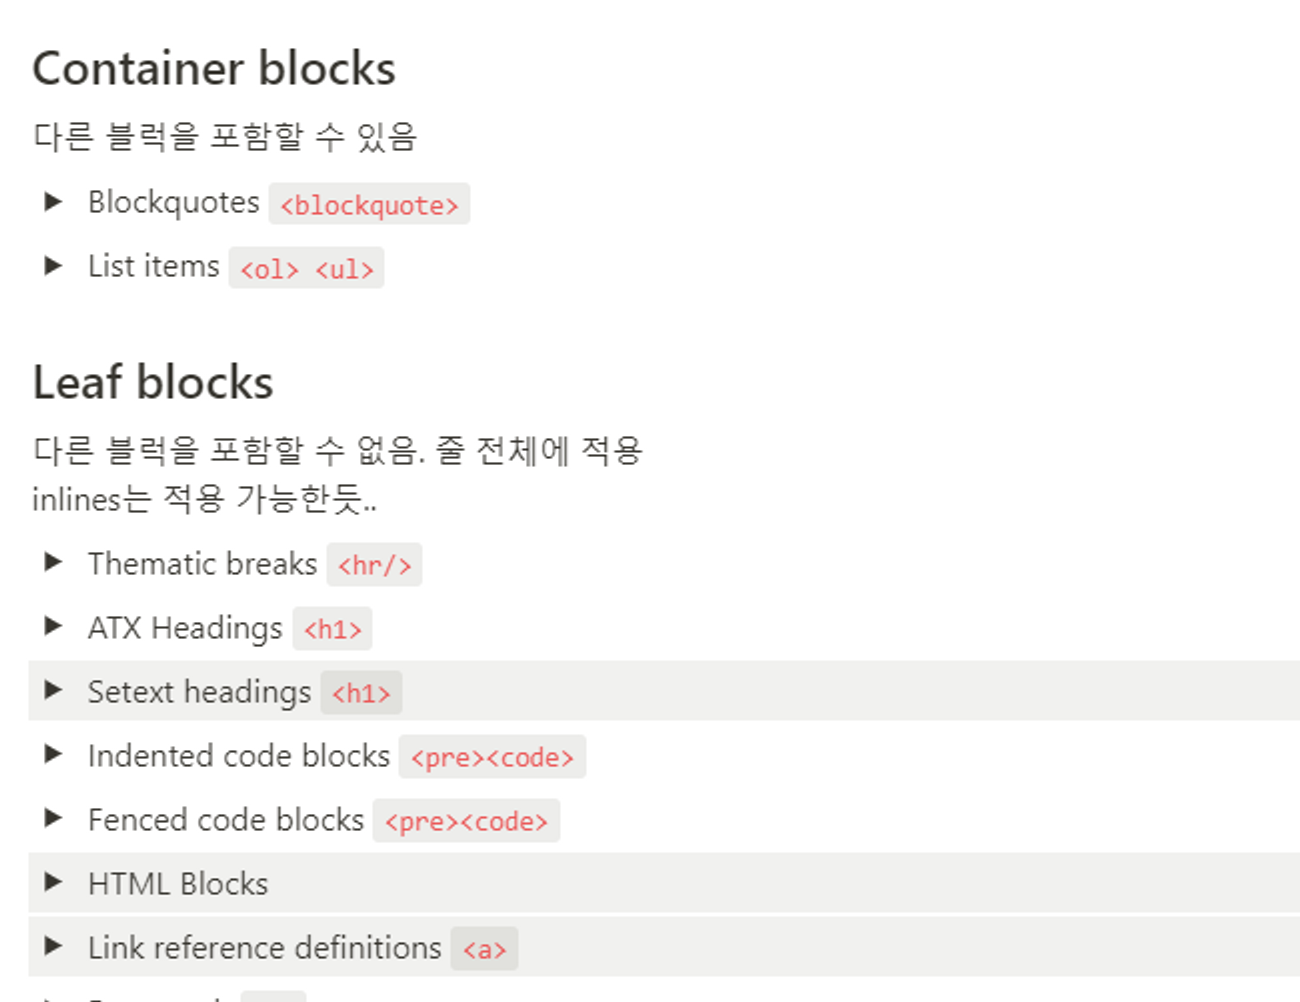 Container blocks
다른 블럭을 포함할 수 있음
Blockquotes <blockquote>
List items <ol> <ul>
Leaf blocks
다른 블럭을 포함할 수 없음. 줄 전체에 적용
inlines는 적용 가능한듯..
Thematic breaks <hr/>
ATX Headings <h1>
Setext headings <h1>
Indented code blocks <pre><code>
Fenced code blocks <pre><code>
HTML Blocks
Link reference definitions <a>